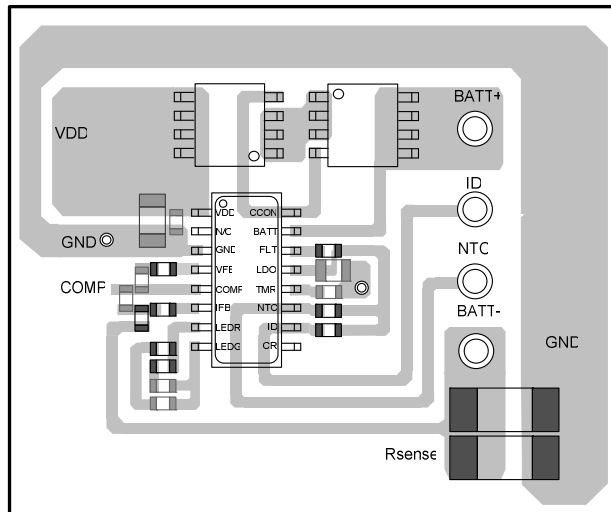 BATT+
VDD
ID
VDD CCON
N/C BATT
GND
GND FLT
NTC
VFB LDO
COMP
COMP TMR
IFB NTC
BATT-
LEDR ID
GND
LEDG CR
Rsense